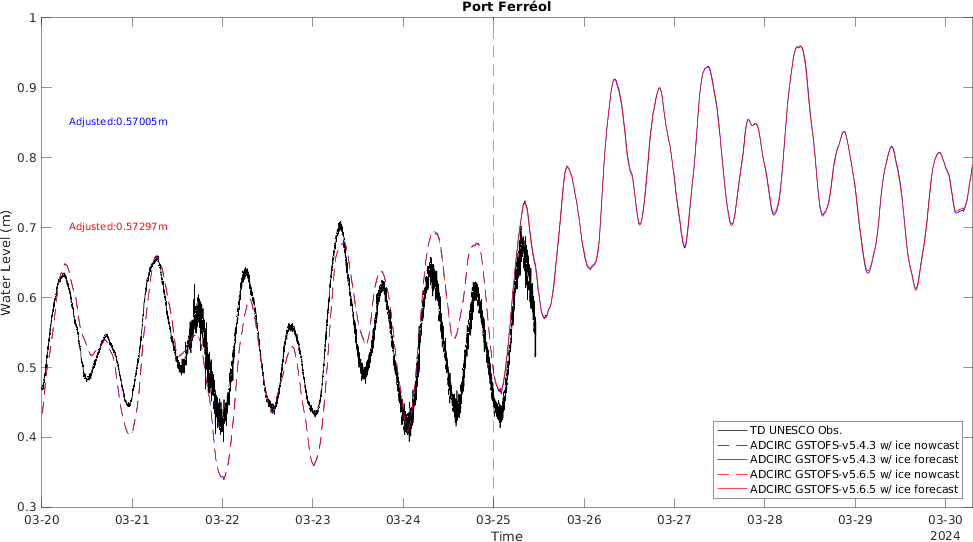 Port Ferréol
1
0.9
0.8
0.7
0.6
0.5
0.4
0.3
Water Level (m)
Adjusted:0.57005m
Adjusted:0.57297m
TD UNESCO Obs.
ADCIRC GSTOFS-v5.4.3 w/ ice nowcast
ADCIRC GSTOFS-v5.4.3 w/ ice forecast
ADCIRC GSTOFS-v5.6.5 w/ ice nowcast
ADCIRC GSTOFS-v5.6.5 w/ ice forecast
03-20 03-21 03-22 03-23 03-24 03-25 03-26 03-27 03-28 03-29 03-30
Time
2024